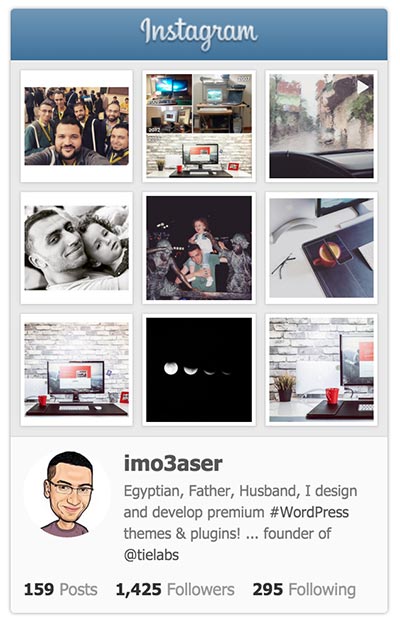 Instagram
2012
imo3aser
Egyptian, Father, Husband, I design
and develop premium #WordPress
themes & plugins! ... founder of
@tielabs
159 Posts 1,425 Followers 295 Following